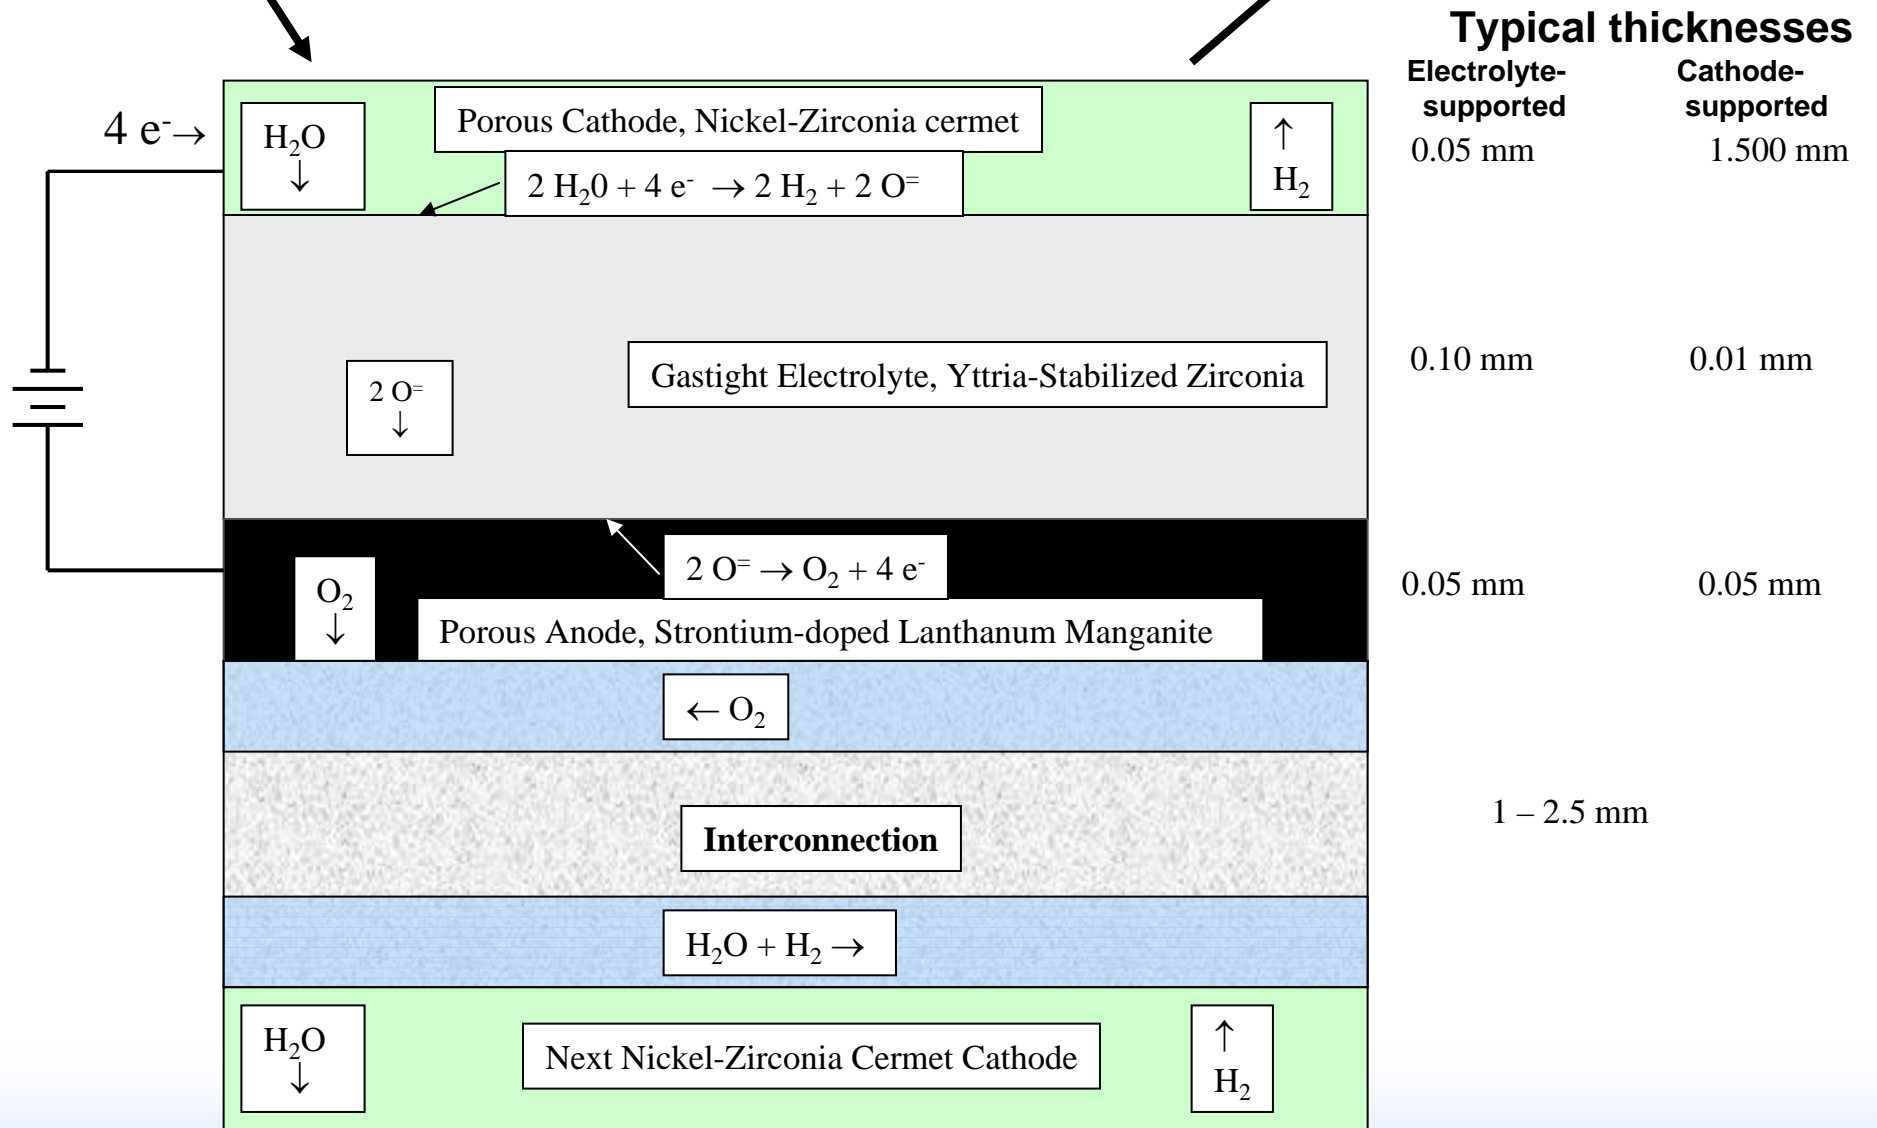 Typical thicknesses
Electrolyte-supported Cathode-supported
4 e⁻→
H₂O
↓
Porous Cathode, Nickel-Zirconia cermet
↑
H₂
0.05 mm 1.500 mm
2 H₂0 + 4 e⁻ → 2 H₂ + 2 O⁼
Gastight Electrolyte, Yttria-Stabilized Zirconia
0.10 mm 0.01 mm
2 O⁼
↓
2 O⁼ → O₂ + 4 e⁻
0.05 mm 0.05 mm
O₂
↓
Porous Anode, Strontium-doped Lanthanum Manganite
← O₂
Interconnection
1 – 2.5 mm
H₂O + H₂ →
H₂O
↓
Next Nickel-Zirconia Cermet Cathode
↑
H₂